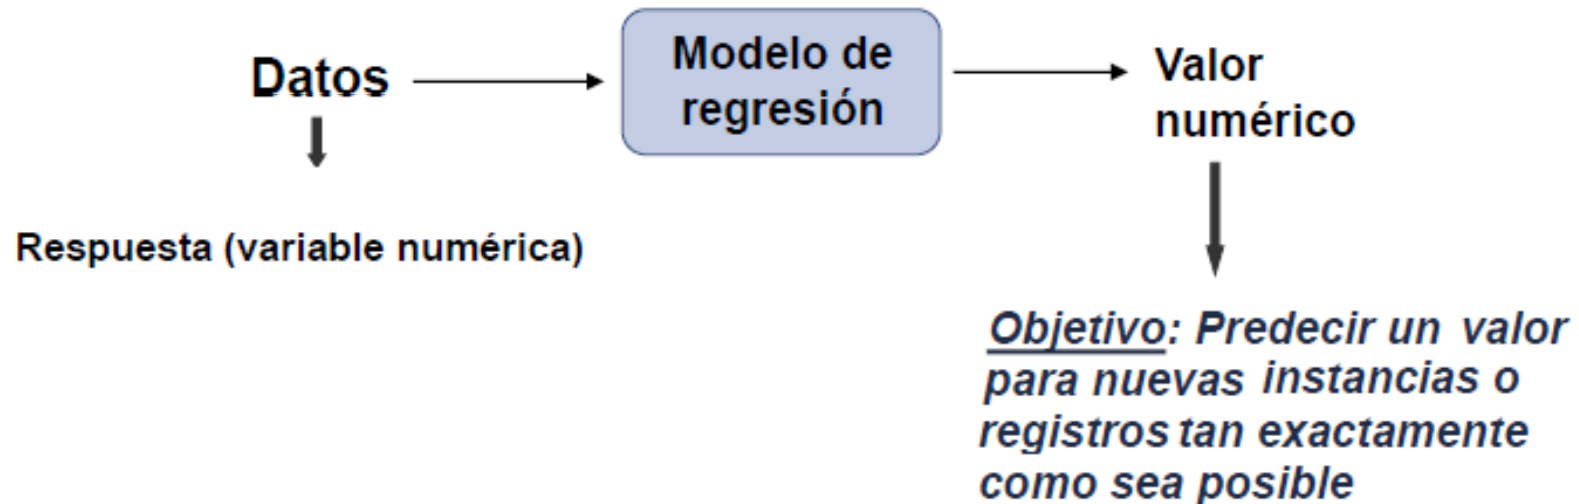 Datos
Modelo de
regresión
Valor
numérico
Respuesta (variable numérica)
Objetivo: Predecir un valor
para nuevas instancias o
registros tan exactamente
como sea posible